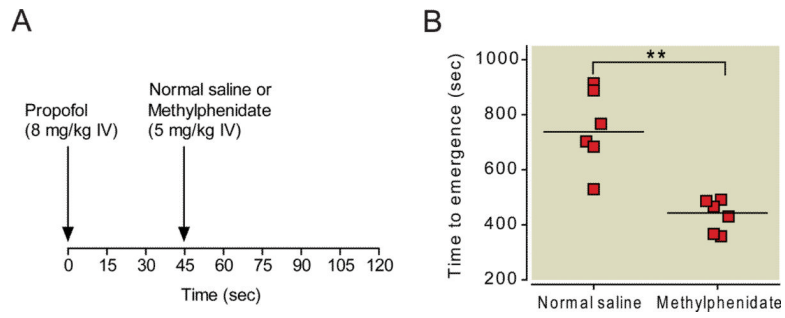 A
Propofol
(8 mg/kg IV)
Normal saline or
Methylphenidate
(5 mg/kg IV)
0 15 30 45 60 75 90 105 120
Time (sec)
B
Time to emergence (sec)
1000
800
600
400
200
**
Normal saline Methylphenidate